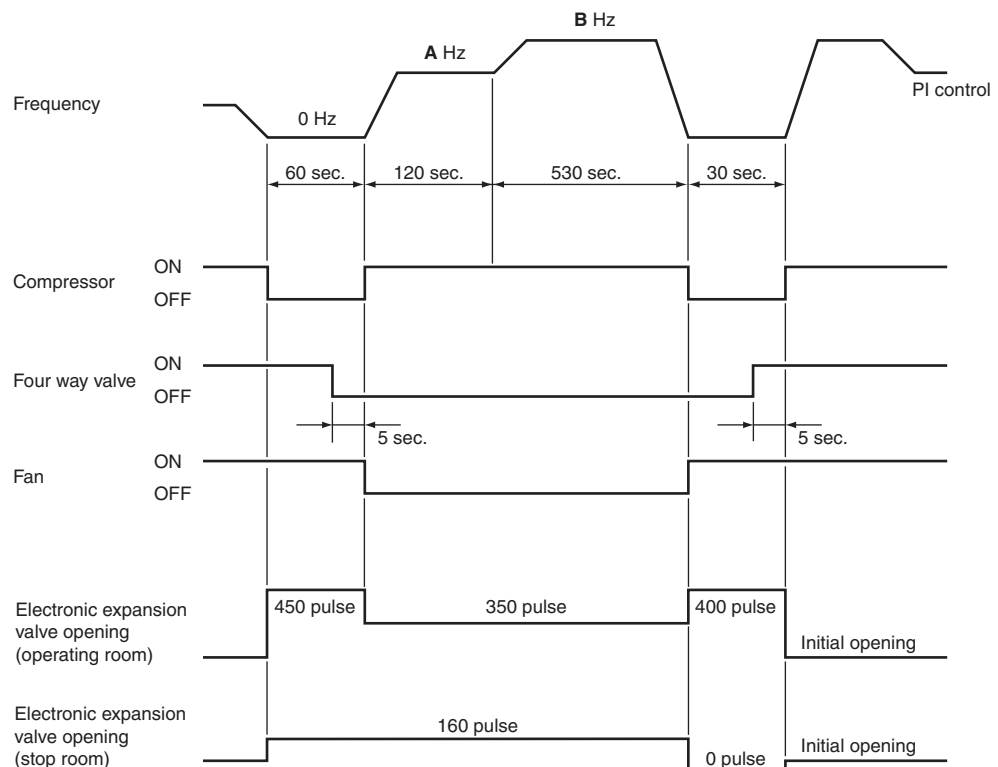 B Hz
A Hz
PI control
Frequency
0 Hz
60 sec.
120 sec.
530 sec.
30 sec.
ON
Compressor
OFF
ON
Four way valve
OFF
5 sec.
5 sec.
ON
Fan
OFF
450 pulse
350 pulse
400 pulse
Electronic expansion
valve opening
(operating room)
Initial opening
Electronic expansion
valve opening
(stop room)
160 pulse
0 pulse
Initial opening